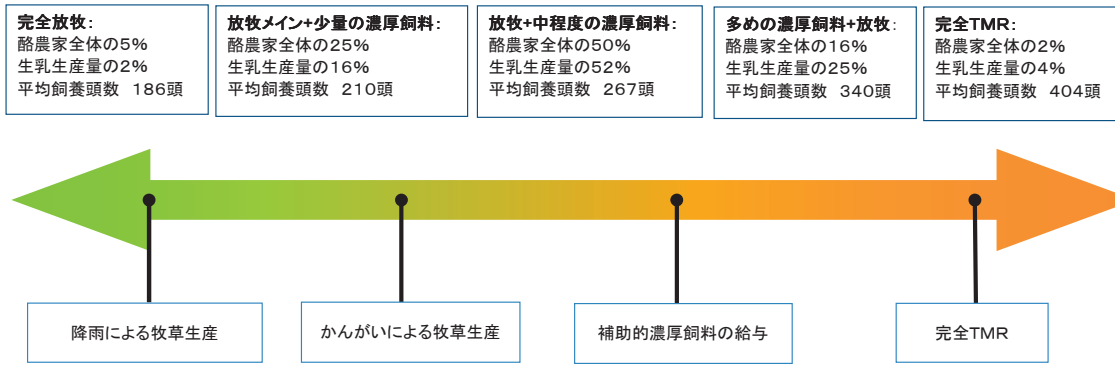 完全放牧:
酪農家全体の5%
生乳生産量の2%
平均飼養頭数 186頭
放牧メイン+少量の濃厚飼料:
酪農家全体の25%
生乳生産量の16%
平均飼養頭数 210頭
放牧+中程度の濃厚飼料:
酪農家全体の50%
生乳生産量の52%
平均飼養頭数 267頭
多めの濃厚飼料+放牧:
酪農家全体の16%
生乳生産量の25%
平均飼養頭数 340頭
完全TMR:
酪農家全体の2%
生乳生産量の4%
平均飼養頭数 404頭
降雨による牧草生産
かんがいによる牧草生産
補助的濃厚飼料の給与
完全TMR